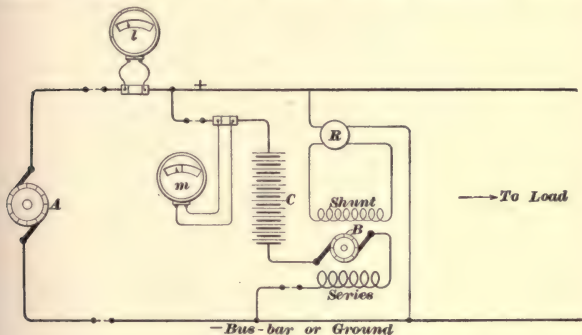 l
+
R
m
A
C
Shunt
B
To Load
Series
–Bus-bar or Ground